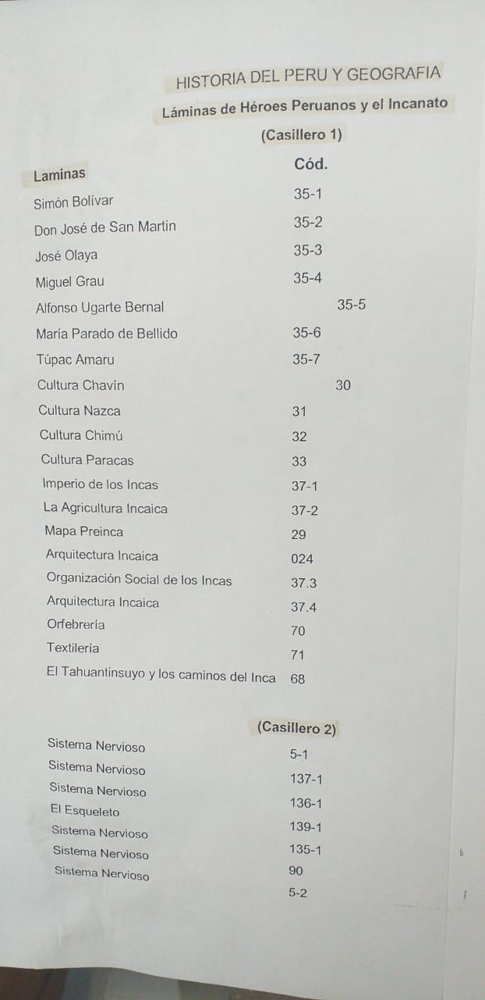 HISTORIA DEL PERU Y GEOGRAFIA
Láminas de Héroes Peruanos y el Incanato
(Casillero 1)
Laminas Cód.
Simón Bolívar 35-1
Don José de San Martin 35-2
José Olaya 35-3
Miguel Grau 35-4
Alfonso Ugarte Bernal 35-5
María Parado de Bellido 35-6
Túpac Amaru 35-7
Cultura Chavín 30
Cultura Nazca 31
Cultura Chimú 32
Cultura Paracas 33
Imperio de los Incas 37-1
La Agricultura Incaica 37-2
Mapa Preinca 29
Arquitectura Incaica 024
Organización Social de los Incas 37.3
Arquitectura Incaica 37.4
Orfebrería 70
Textilería 71
El Tahuantinsuyo y los caminos del Inca 68
(Casillero 2)
Sistema Nervioso 5-1
Sistema Nervioso 137-1
Sistema Nervioso 136-1
El Esqueleto 139-1
Sistema Nervioso 135-1
Sistema Nervioso 90
Sistema Nervioso 5-2